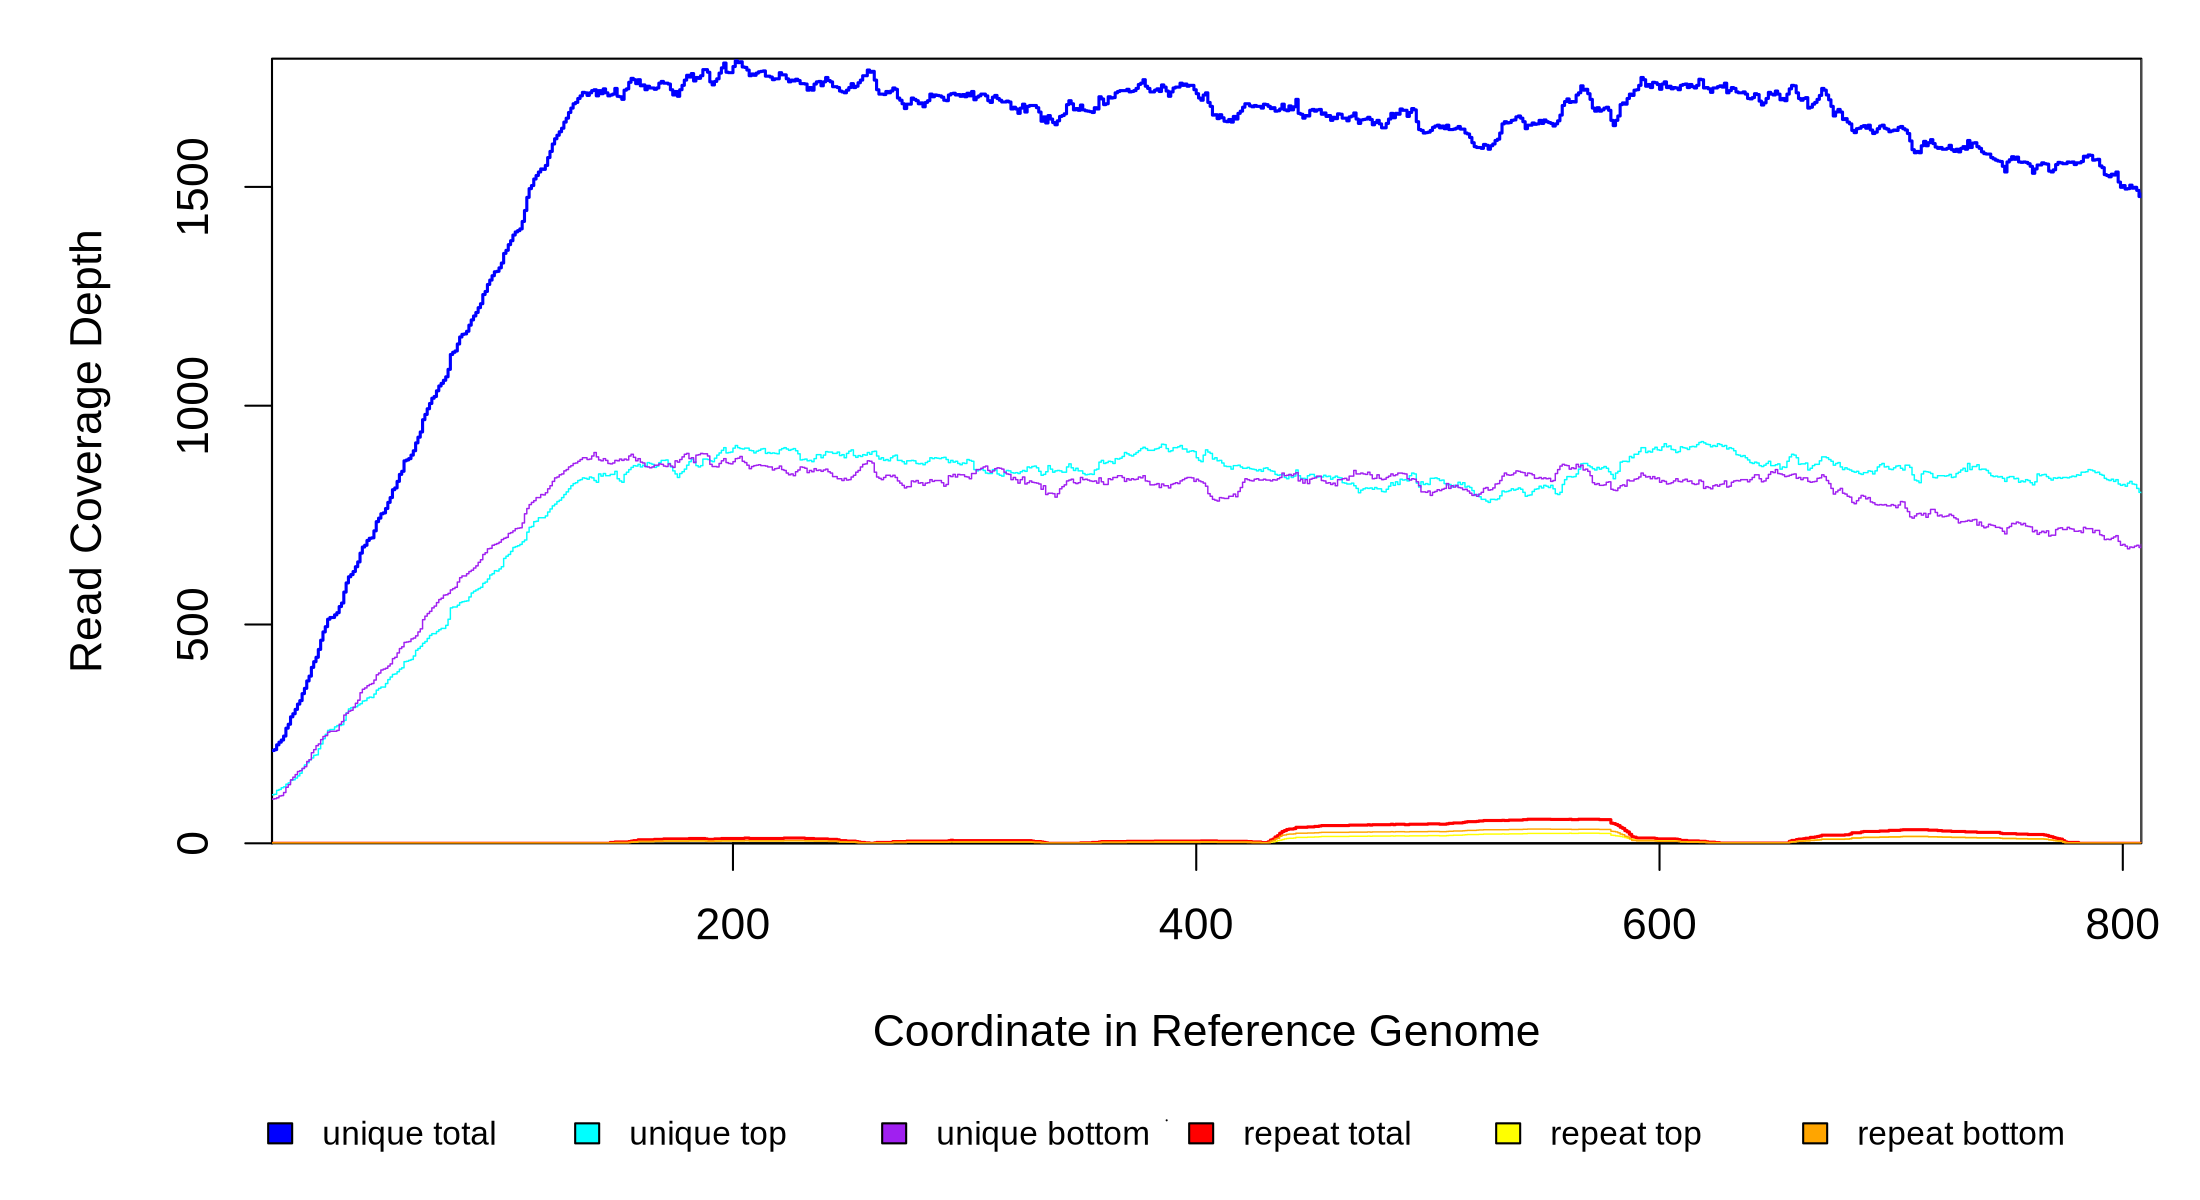 Read Coverage Depth
1500
1000
500
0
200 400 600 800
Coordinate in Reference Genome
unique total unique top unique bottom repeat total repeat top repeat bottom